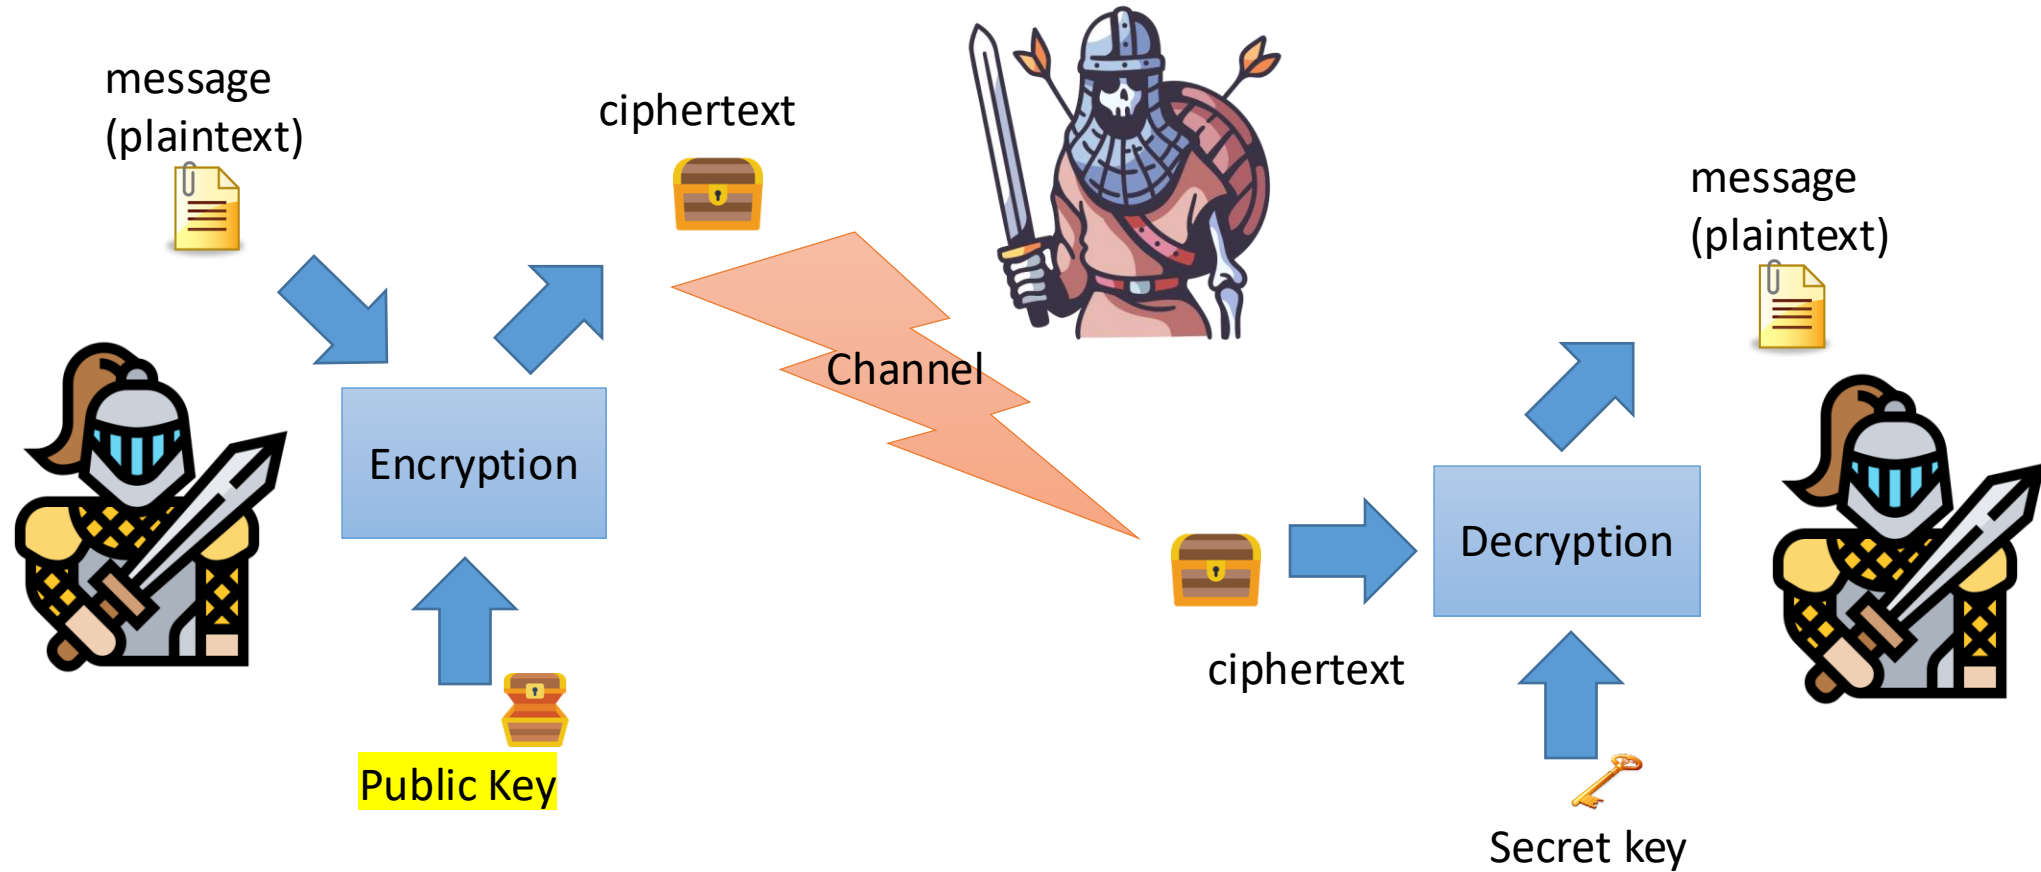 message
(plaintext)
ciphertext
Encryption
Public Key
Channel
ciphertext
Decryption
Secret key
message
(plaintext)